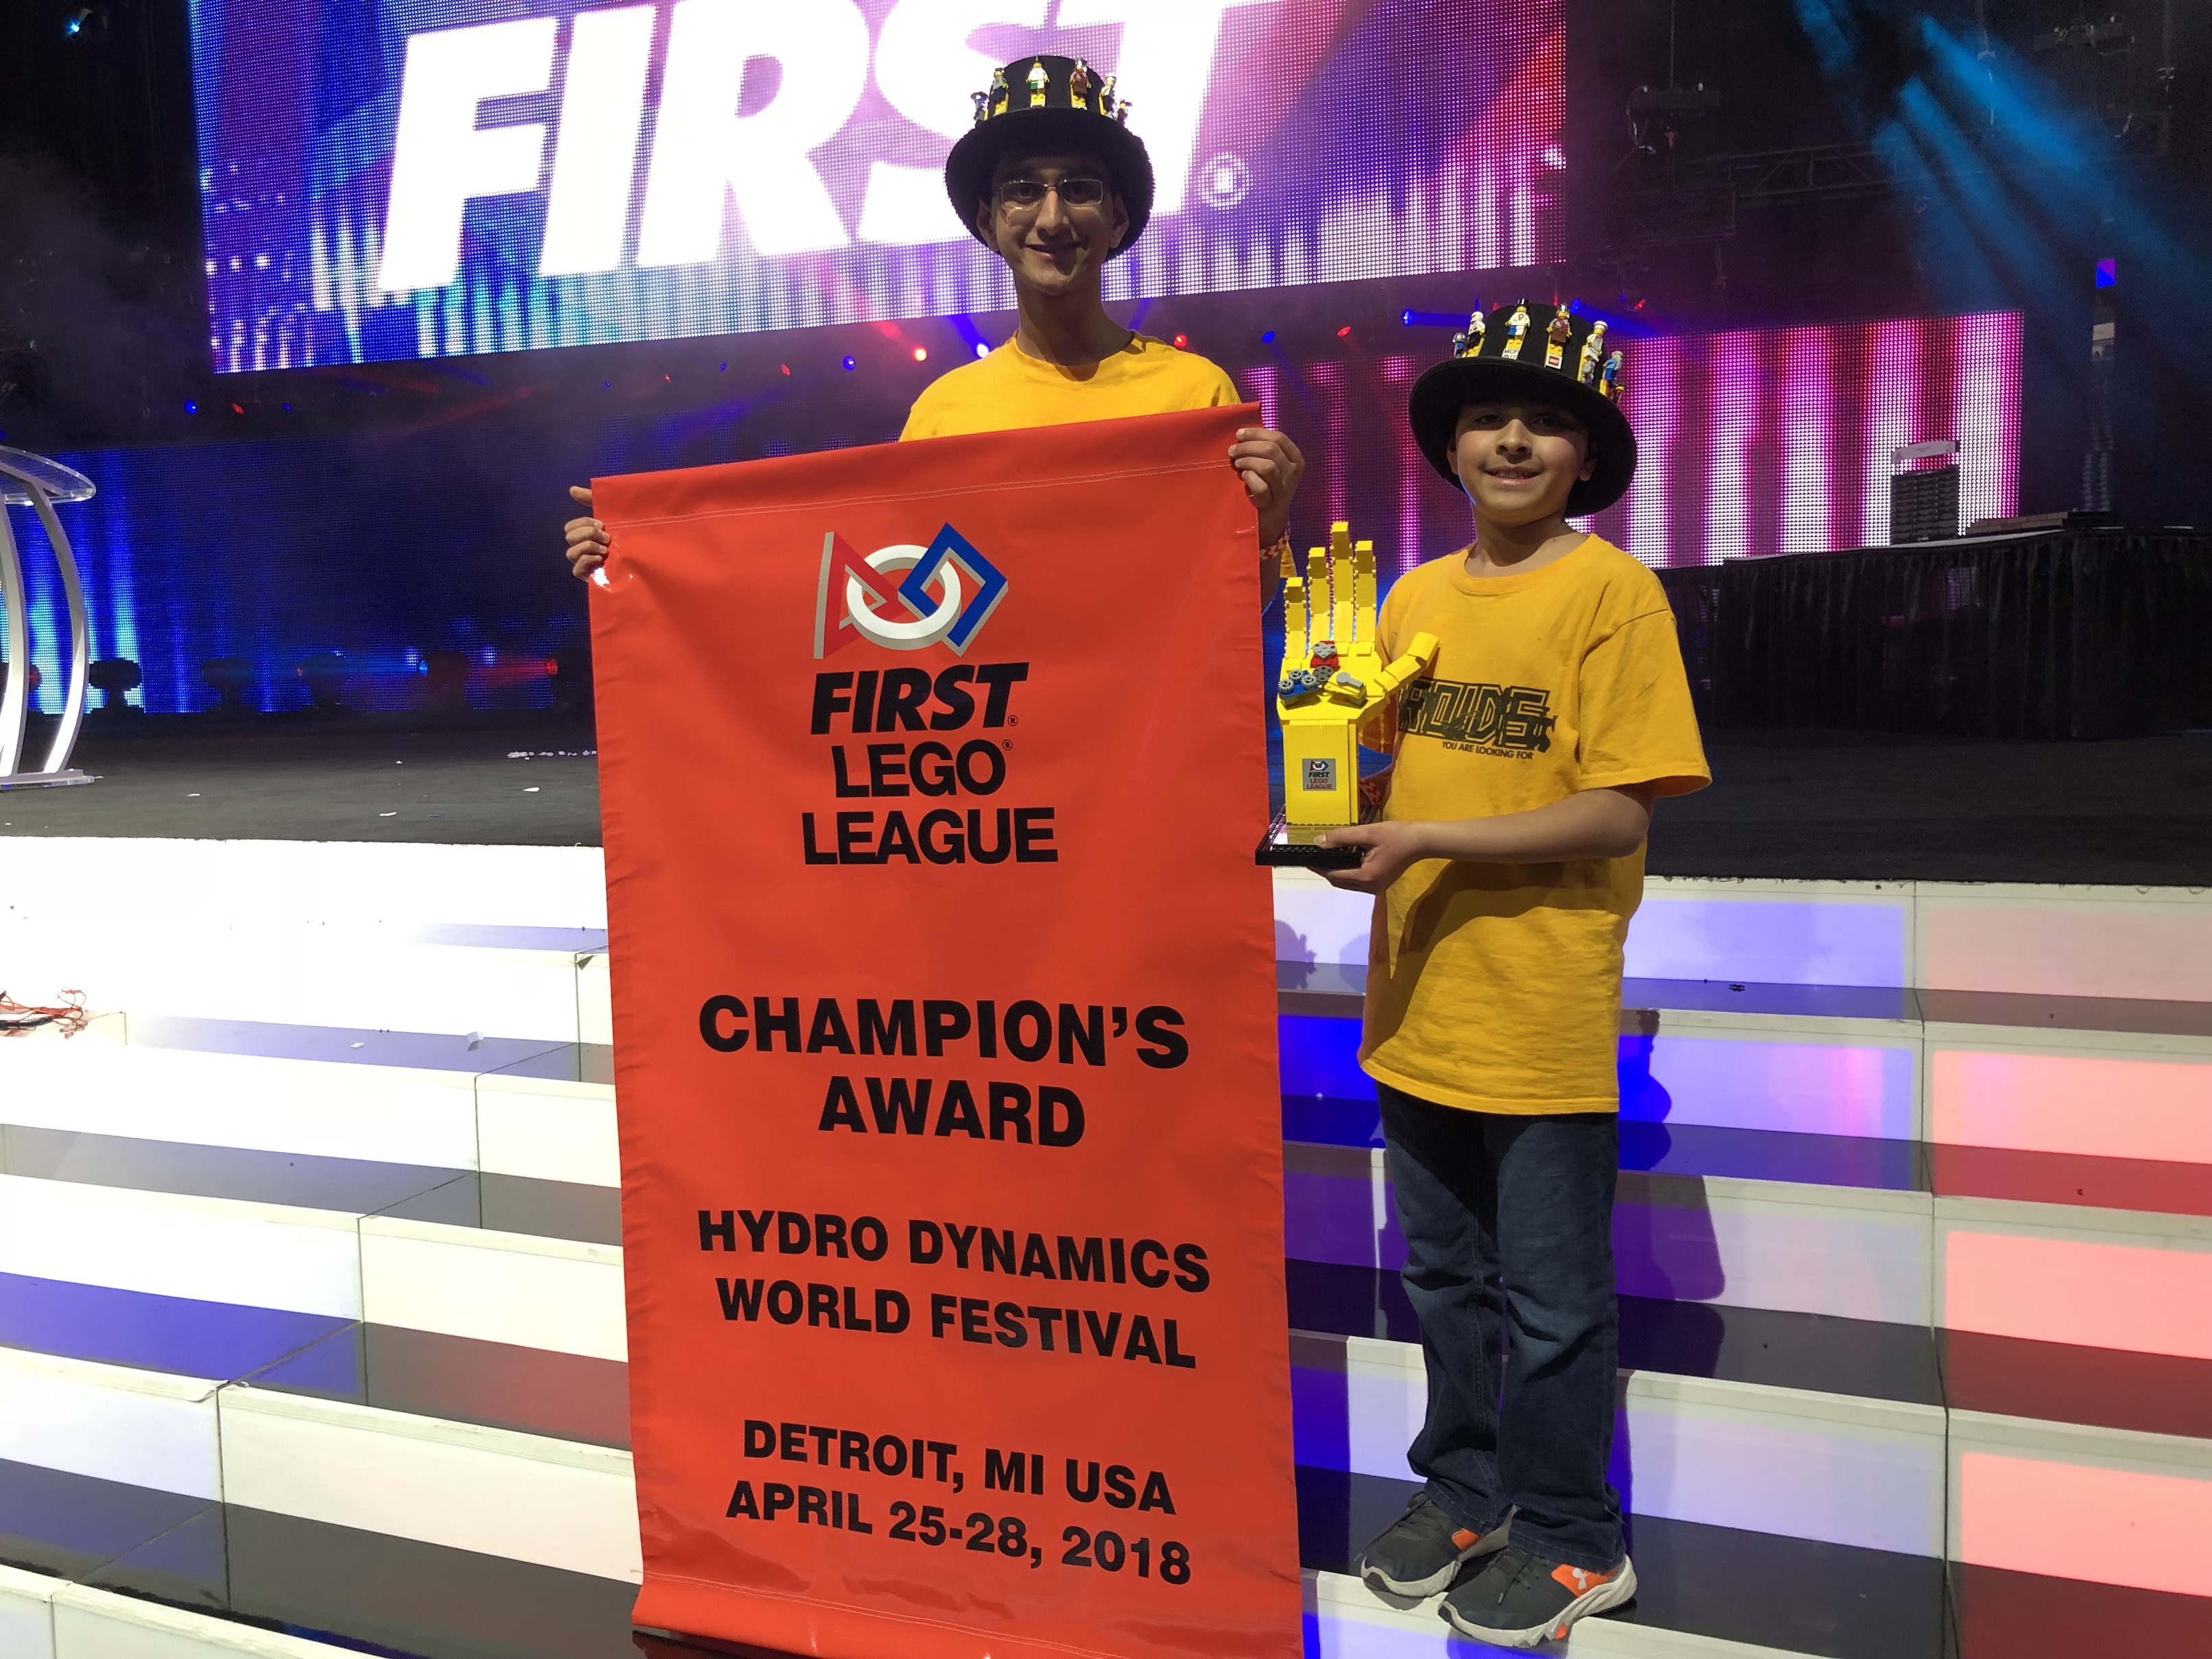 FIRST®
FIRST®
LEGO®
LEAGUE
CHAMPION'S
AWARD
HYDRO DYNAMICS
WORLD FESTIVAL
DETROIT, MI USA
APRIL 25-28, 2018
FIRST
LEGO
LEAGUE
YOU ARE LOOKING FOR